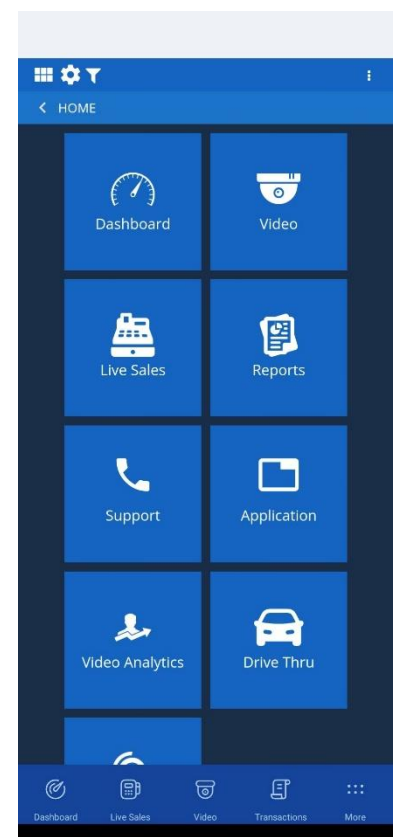 HOME
Dashboard
Video
Live Sales
Reports
Support
Application
Video Analytics
Drive Thru
Dashboard
Live Sales
Video
Transactions
More